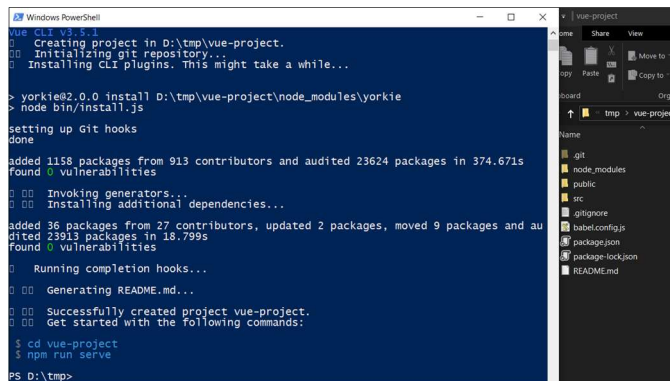 Windows PowerShell
Vue CLI v3.5.1
Creating project in D:\tmp\vue-project.
Initializing git repository...
Installing CLI plugins. This might take a while...
> yorkie@2.0.0 install D:\tmp\vue-project\node_modules\yorkie
> node bin/install.js
setting up Git hooks
done
added 1158 packages from 913 contributors and audited 23624 packages in 374.671s
found 0 vulnerabilities
Invoking generators...
Installing additional dependencies...
added 36 packages from 27 contributors, updated 2 packages, moved 9 packages and au
dited 23913 packages in 18.799s
found 0 vulnerabilities
Running completion hooks...
Generating README.md...
Successfully created project vue-project.
Get started with the following commands:
$ cd vue-project
$ npm run serve
PS D:\tmp>
vue-project
ome Share View
opy Paste
Move to
Copy to
board Org
tmp > vue-projec
Name
.git
node_modules
public
src
.gitignore
babel.config.js
package.json
package-lock.json
README.md